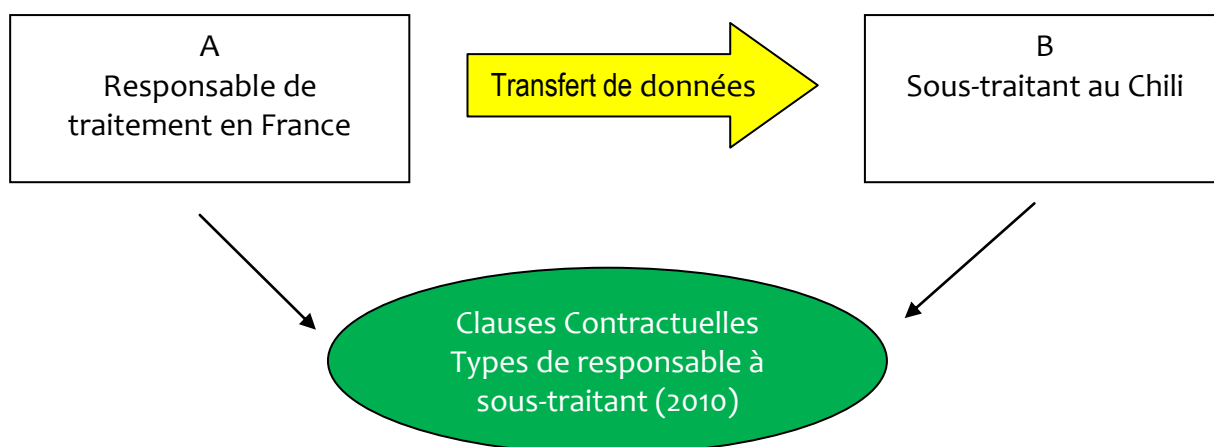 A
Responsable de
traitement en France
Transfert de données
B
Sous-traitant au Chili
Clauses Contractuelles
Types de responsable à
sous-traitant (2010)